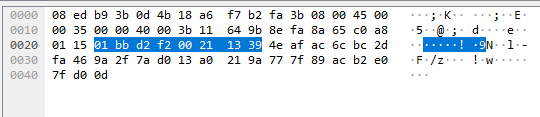 0000 08 ed b9 3b 0d 4b 18 a6 f7 b2 fa 3b 08 00 45 00 ···;·K·· ···;··E·
0010 00 35 00 00 40 00 3b 11 64 9b 8e fa 8a 65 c0 a8 ·5··@·;· d····e··
0020 01 15 01 bb d2 f2 00 21 13 39 4e af ac 6c bc 2d ·······! ·9N··l·-
0030 fa 46 9a 2f 7a d0 13 a0 21 9a 77 7f 89 ac b2 e0 ·F·/z··· !·w·····
0040 7f d0 0d ···